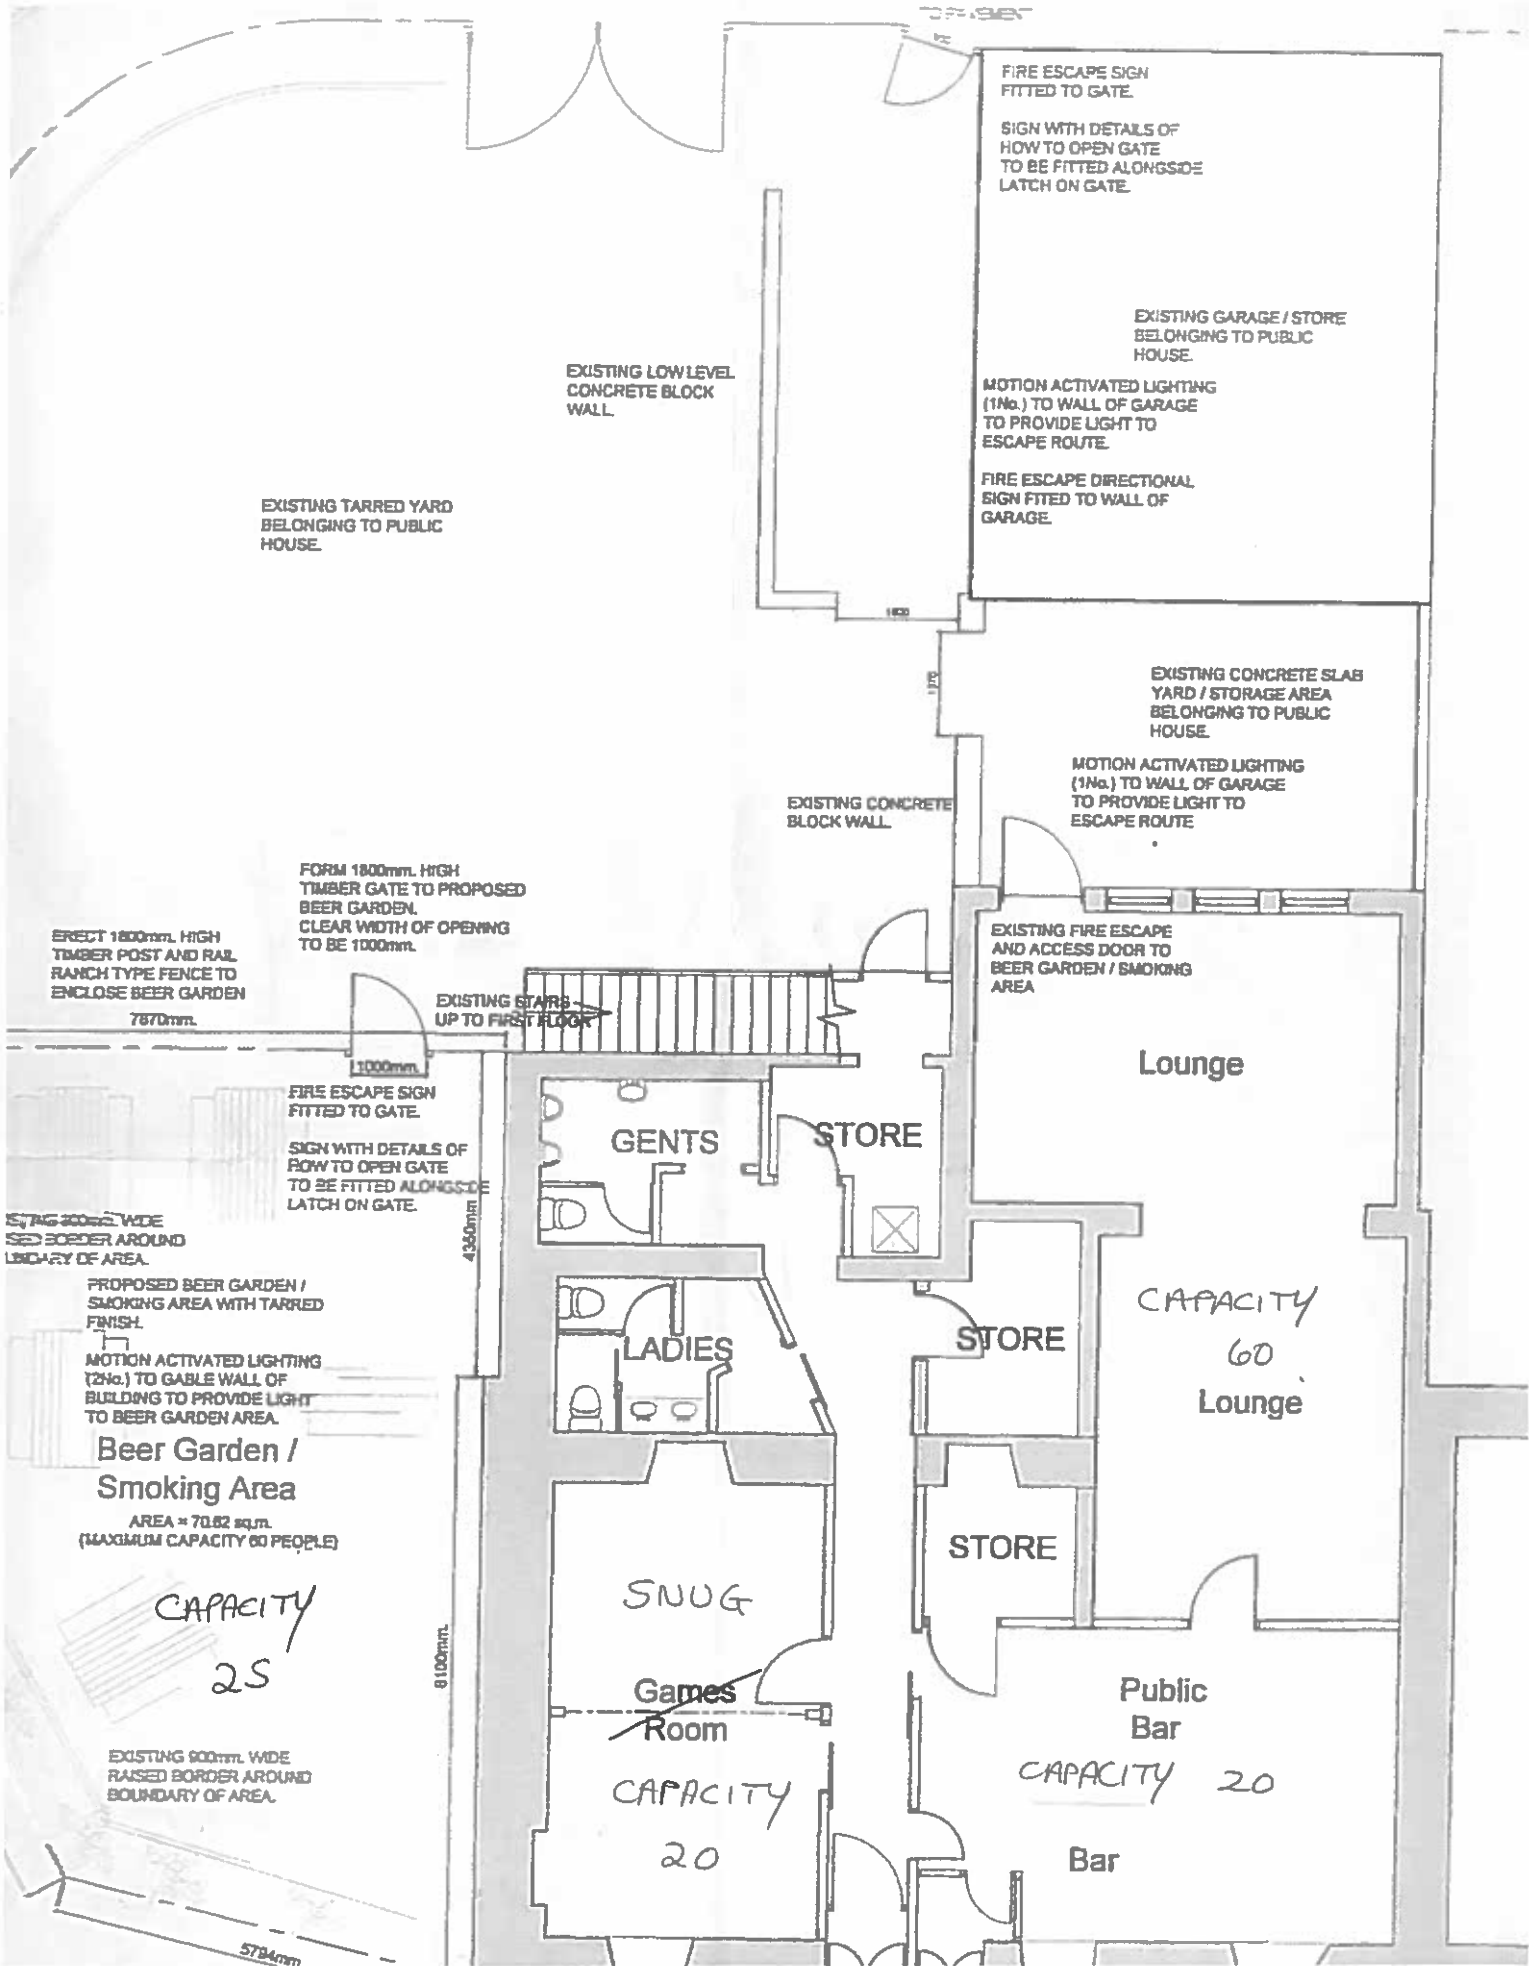 TO PAVEMENT
FIRE ESCAPE SIGN
FITTED TO GATE.
SIGN WITH DETAILS OF
HOW TO OPEN GATE
TO BE FITTED ALONGSIDE
LATCH ON GATE.
EXISTING GARAGE / STORE
BELONGING TO PUBLIC
HOUSE.
EXISTING LOW LEVEL
CONCRETE BLOCK
WALL.
MOTION ACTIVATED LIGHTING
(1No.) TO WALL OF GARAGE
TO PROVIDE LIGHT TO
ESCAPE ROUTE.
FIRE ESCAPE DIRECTIONAL
SIGN FITED TO WALL OF
GARAGE.
EXISTING TARRED YARD
BELONGING TO PUBLIC
HOUSE.
1800
EXISTING CONCRETE SLAB
YARD / STORAGE AREA
BELONGING TO PUBLIC
HOUSE.
MOTION ACTIVATED LIGHTING
(1No.) TO WALL OF GARAGE
TO PROVIDE LIGHT TO
ESCAPE ROUTE
EXISTING CONCRETE
BLOCK WALL.
FORM 1800mm. HIGH
TIMBER GATE TO PROPOSED
BEER GARDEN.
CLEAR WIDTH OF OPENING
TO BE 1000mm.
ERECT 1800mm. HIGH
TIMBER POST AND RAIL
RANCH TYPE FENCE TO
ENCLOSE BEER GARDEN
7870mm.
EXISTING STAIRS
UP TO FIRST FLOOR
EXISTING FIRE ESCAPE
AND ACCESS DOOR TO
BEER GARDEN / SMOKING
AREA
Lounge
1000mm.
FIRE ESCAPE SIGN
FITTED TO GATE.
SIGN WITH DETAILS OF
HOW TO OPEN GATE
TO BE FITTED ALONGSIDE
LATCH ON GATE.
4360mm
GENTS
STORE
WIDE
BORDER AROUND
OF AREA.
PROPOSED BEER GARDEN /
SMOKING AREA WITH TARRED
FINISH.
MOTION ACTIVATED LIGHTING
(2No.) TO GABLE WALL OF
BUILDING TO PROVIDE LIGHT
TO BEER GARDEN AREA.
LADIES
STORE
CAPACITY
60
Lounge
Beer Garden /
Smoking Area
AREA = 70.62 sq.m.
(MAXIMUM CAPACITY 60 PEOPLE)
CAPACITY
25
8100mm.
STORE
SNUG
Games
Room
CAPACITY
20
Public
Bar
CAPACITY 20
Bar
EXISTING 900mm. WIDE
RAISED BORDER AROUND
BOUNDARY OF AREA.
5794mm